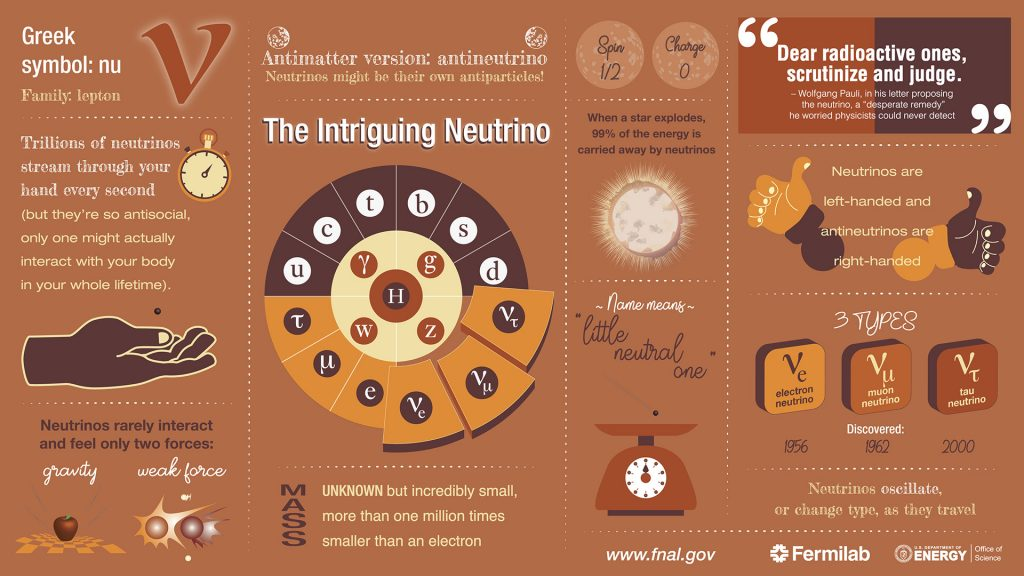 Greek
symbol: nu
Family: lepton
ν
Trillions of neutrinos
stream through your
hand every second
(but they're so antisocial,
only one might actually
interact with your body
in your whole lifetime).
Neutrinos rarely interact
and feel only two forces:
gravity
weak force
Antimatter version: antineutrino
Neutrinos might be their own antiparticles!
The Intriguing Neutrino
t
b
c
s
u
d
γ
g
H
w
z
τ
μ
e
νe
νμ
ντ
MASS
UNKNOWN but incredibly small,
more than one million times
smaller than an electron
Spin
1/2
Charge
0
When a star explodes,
99% of the energy is
carried away by neutrinos
~ Name means ~
"little
neutral
one"
“Dear radioactive ones,
scrutinize and judge.
– Wolfgang Pauli, in his letter proposing
the neutrino, a "desperate remedy"
he worried physicists could never detect ”
Neutrinos are
left-handed and
antineutrinos are
right-handed
3 TYPES
νe
electron
neutrino
νμ
muon
neutrino
ντ
tau
neutrino
Discovered:
1956
1962
2000
Neutrinos oscillate,
or change type, as they travel
www.fnal.gov
Fermilab
U.S. DEPARTMENT OF
ENERGY
Office of
Science